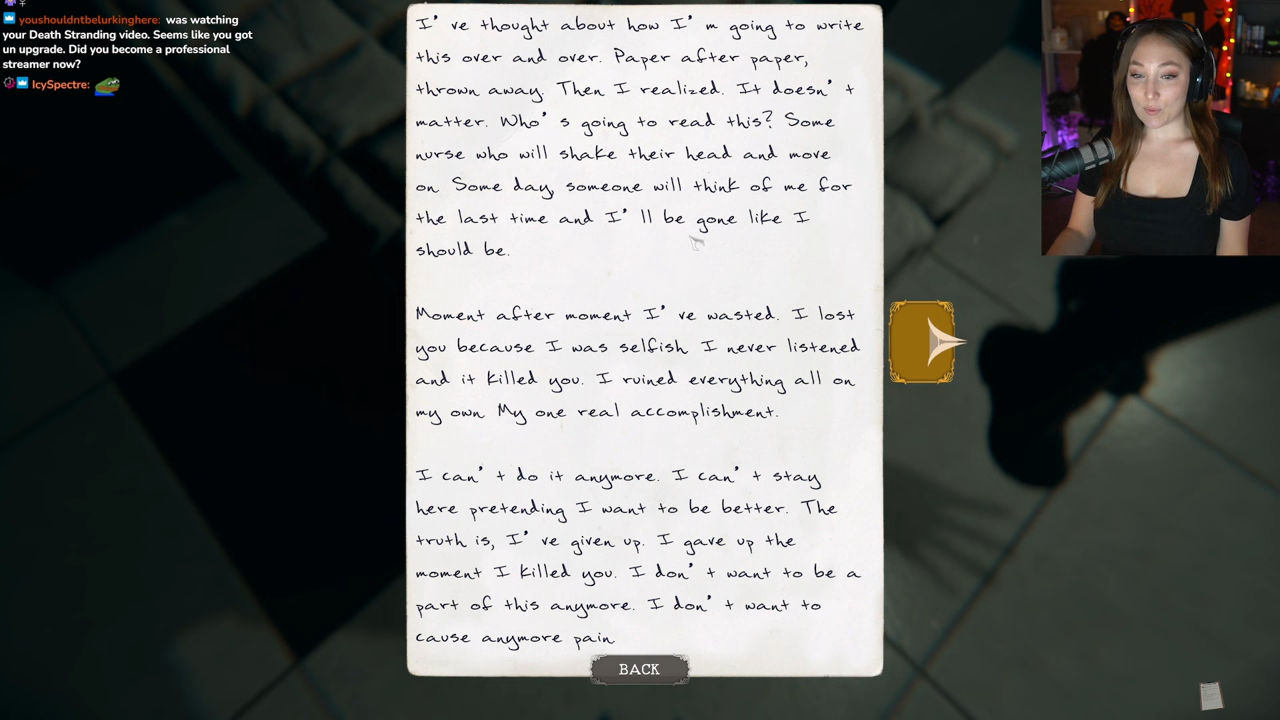 youshouldntbelurkinghere: was watching
your Death Stranding video. Seems like you got
un upgrade. Did you become a professional
streamer now?
IcySpectre:
I've thought about how I'm going to write
this over and over. Paper after paper,
thrown away. Then I realized. It doesn't
matter. Who's going to read this? Some
nurse who will shake their head and move
on Some day, someone will think of me for
the last time and I'll be gone like I
should be.
Moment after moment I've wasted. I lost
you because I was selfish I never listened
and it killed you. I ruined everything all on
my own My one real accomplishment.
I can't do it anymore. I can't stay
here pretending I want to be better. The
truth is, I've given up. I gave up the
moment I killed you. I don't want to be a
part of this anymore. I don't want to
cause anymore pain
BACK